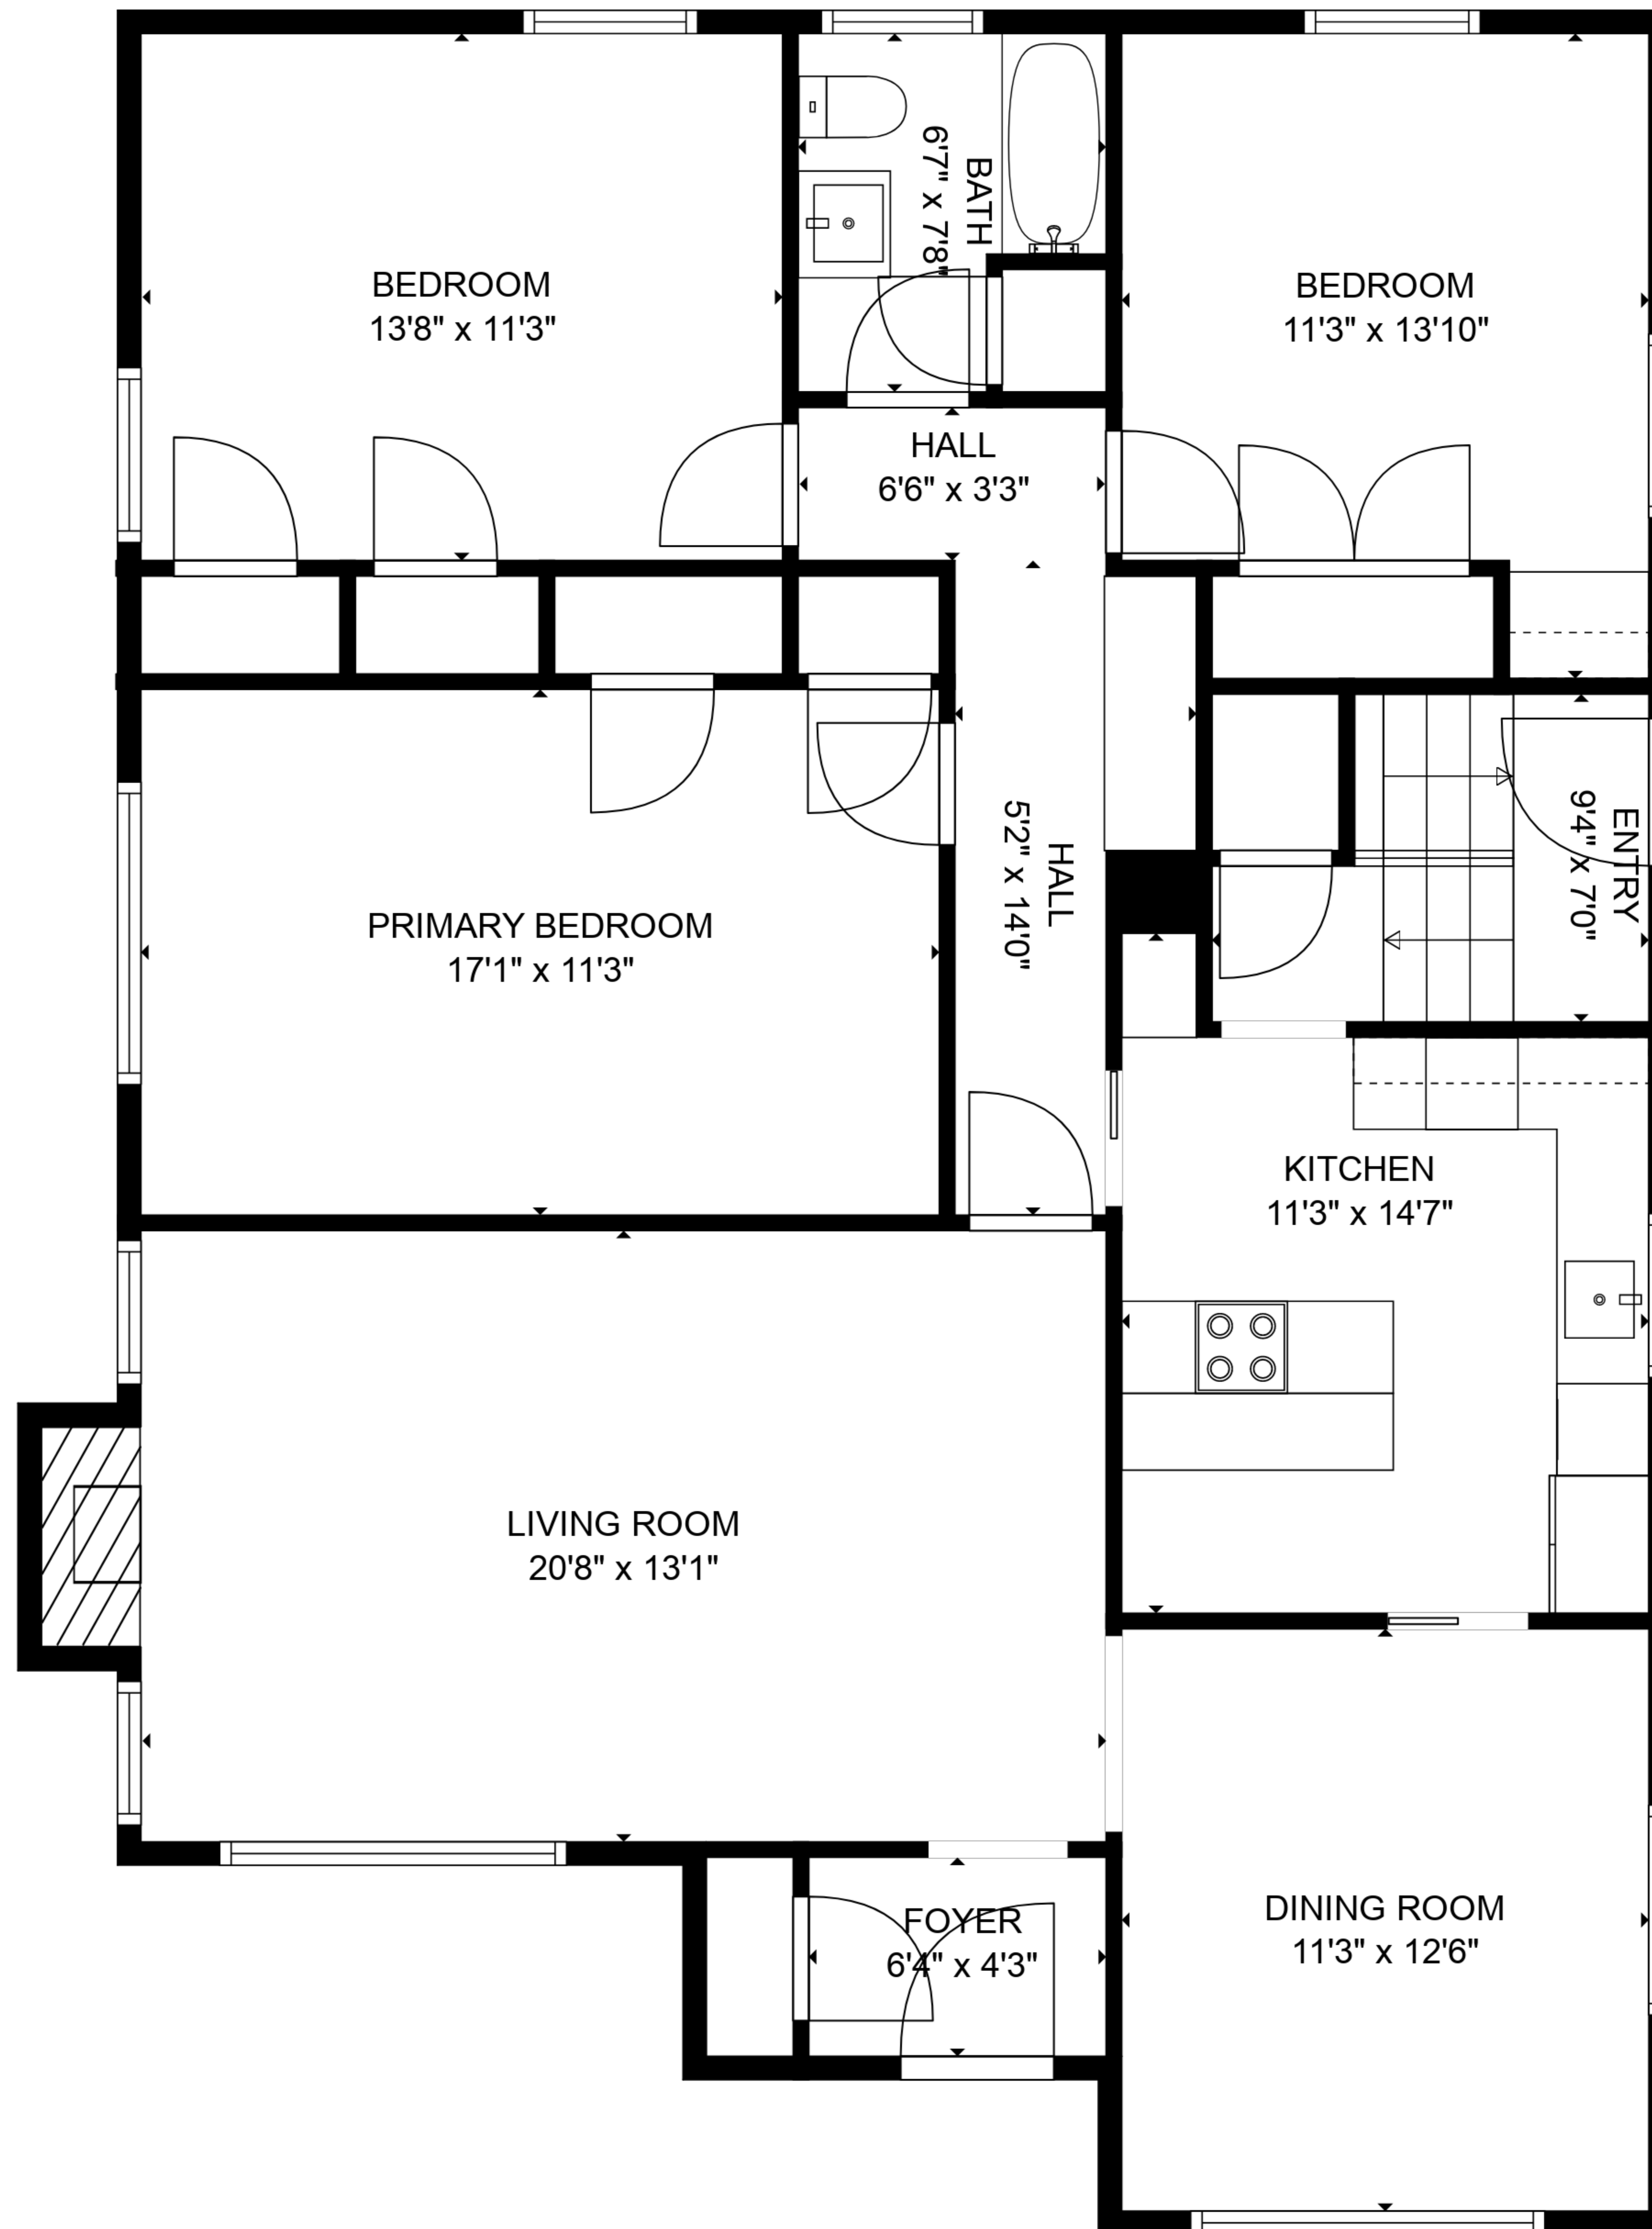 BEDROOM
13'8" x 11'3"
BATH
6'7" x 7'8"
BEDROOM
11'3" x 13'10"
HALL
6'6" x 3'3"
HALL
5'2" x 14'0"
ENTRY
9'4" x 7'0"
PRIMARY BEDROOM
17'1" x 11'3"
KITCHEN
11'3" x 14'7"
LIVING ROOM
20'8" x 13'1"
FOYER
6'4" x 4'3"
DINING ROOM
11'3" x 12'6"